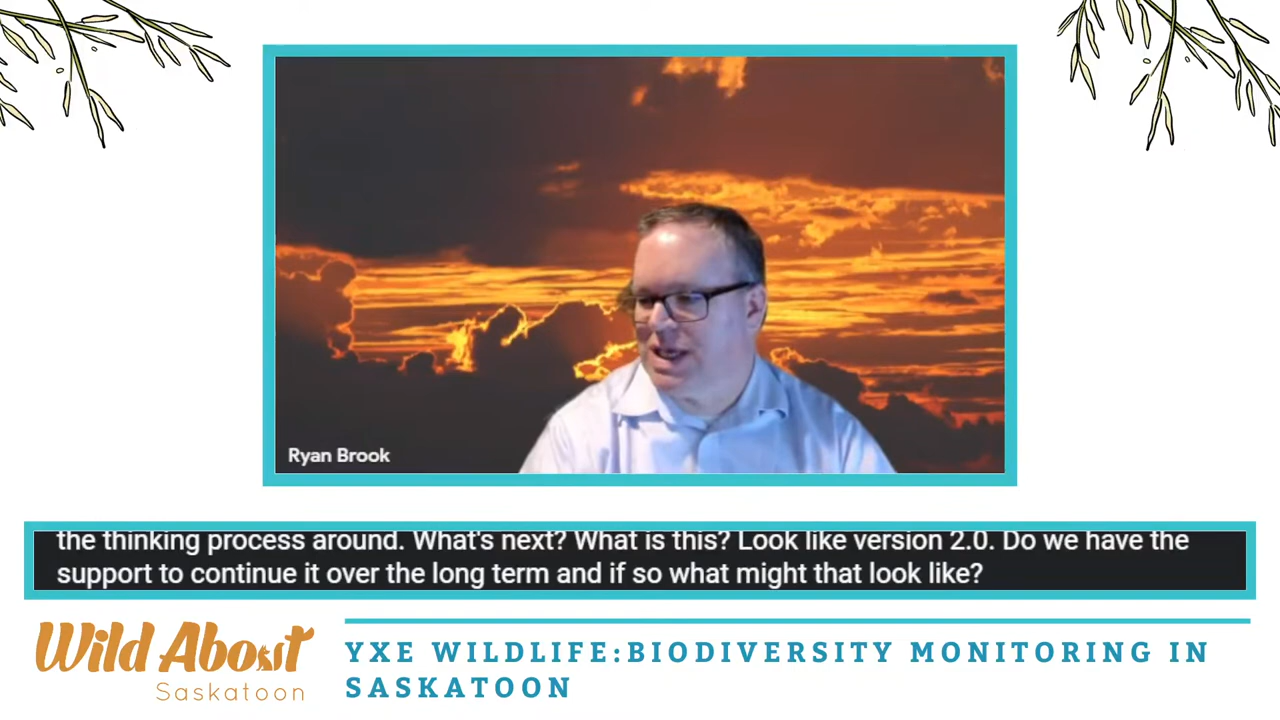 Ryan Brook
the thinking process around. What's next? What is this? Look like version 2.0. Do we have the
support to continue it over the long term and if so what might that look like?
Wild About
Saskatoon
YXE WILDLIFE:BIODIVERSITY MONITORING IN
SASKATOON